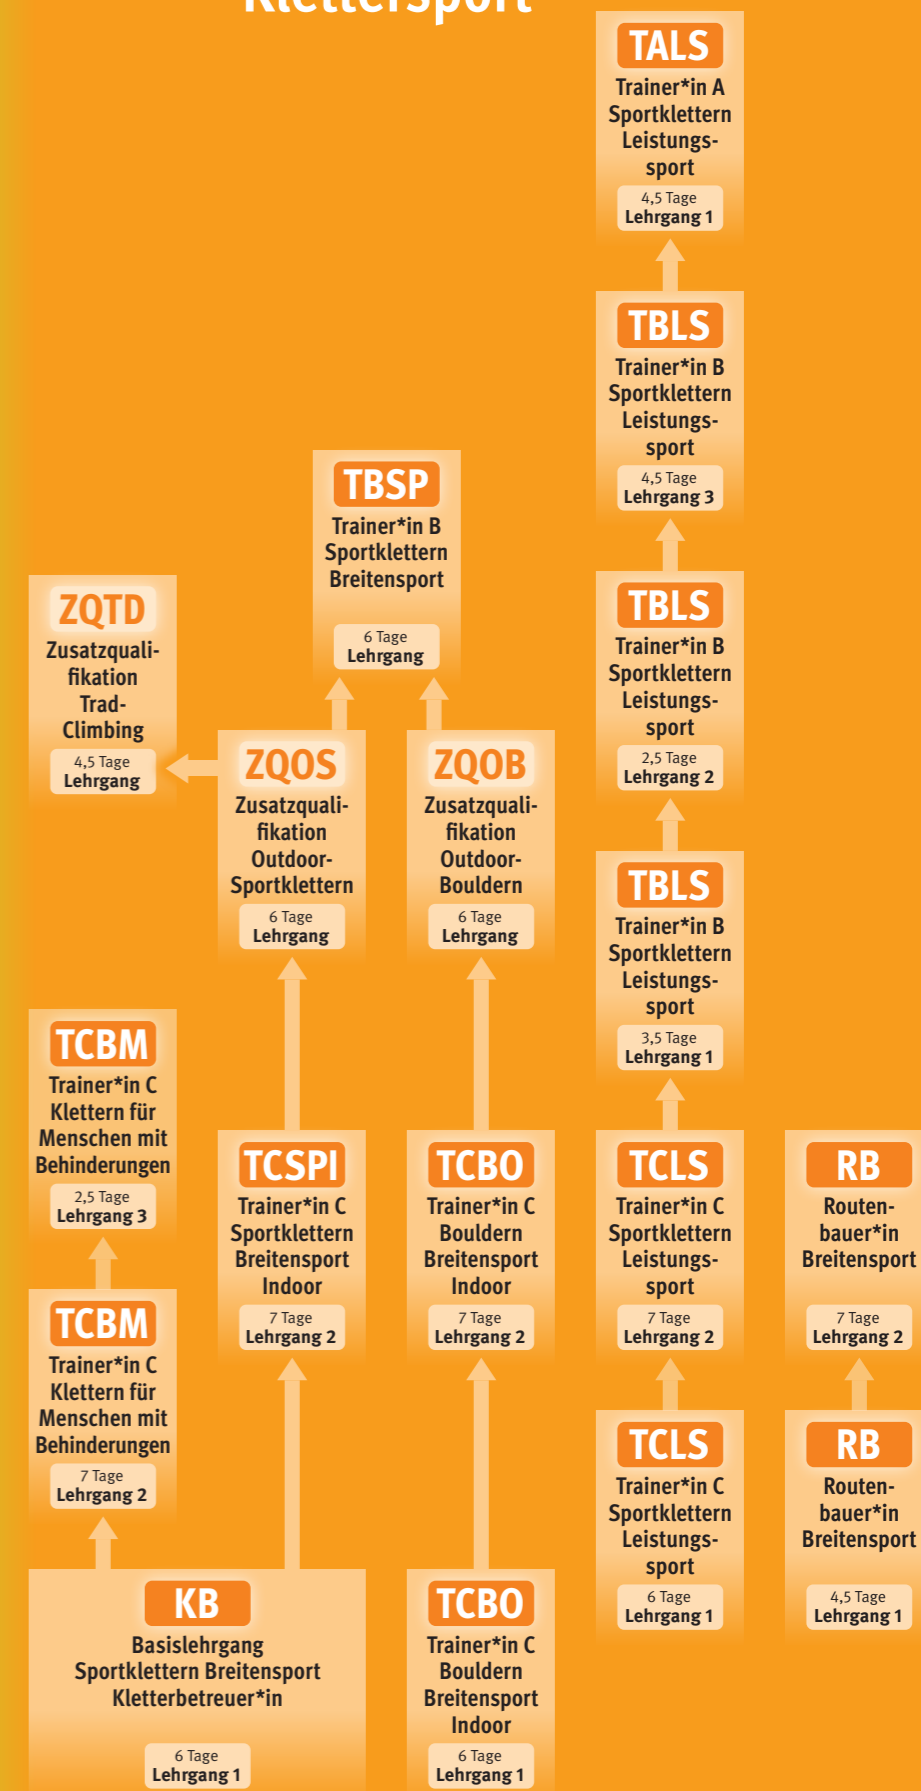 Klettersport
TALS
Trainer*in A
Sportklettern
Leistungs-
sport
4,5 Tage
Lehrgang 1
TBLS
Trainer*in B
Sportklettern
Leistungs-
sport
4,5 Tage
Lehrgang 3
TBSP
Trainer*in B
Sportklettern
Breitensport
6 Tage
Lehrgang
TBLS
Trainer*in B
Sportklettern
Leistungs-
sport
2,5 Tage
Lehrgang 2
ZQTD
Zusatzquali-
fikation
Trad-
Climbing
4,5 Tage
Lehrgang
ZQOS
Zusatzquali-
fikation
Outdoor-
Sportklettern
6 Tage
Lehrgang
ZQOB
Zusatzquali-
fikation
Outdoor-
Bouldern
6 Tage
Lehrgang
TBLS
Trainer*in B
Sportklettern
Leistungs-
sport
3,5 Tage
Lehrgang 1
TCBM
Trainer*in C
Klettern für
Menschen mit
Behinderungen
2,5 Tage
Lehrgang 3
TCSPI
Trainer*in C
Sportklettern
Breitensport
Indoor
7 Tage
Lehrgang 2
TCBO
Trainer*in C
Bouldern
Breitensport
Indoor
7 Tage
Lehrgang 2
TCLS
Trainer*in C
Sportklettern
Leistungs-
sport
7 Tage
Lehrgang 2
RB
Routen-
bauer*in
Breitensport
7 Tage
Lehrgang 2
TCBM
Trainer*in C
Klettern für
Menschen mit
Behinderungen
7 Tage
Lehrgang 2
TCLS
Trainer*in C
Sportklettern
Leistungs-
sport
6 Tage
Lehrgang 1
RB
Routen-
bauer*in
Breitensport
4,5 Tage
Lehrgang 1
KB
Basislehrgang
Sportklettern Breitensport
Kletterbetreuer*in
6 Tage
Lehrgang 1
TCBO
Trainer*in C
Bouldern
Breitensport
Indoor
6 Tage
Lehrgang 1